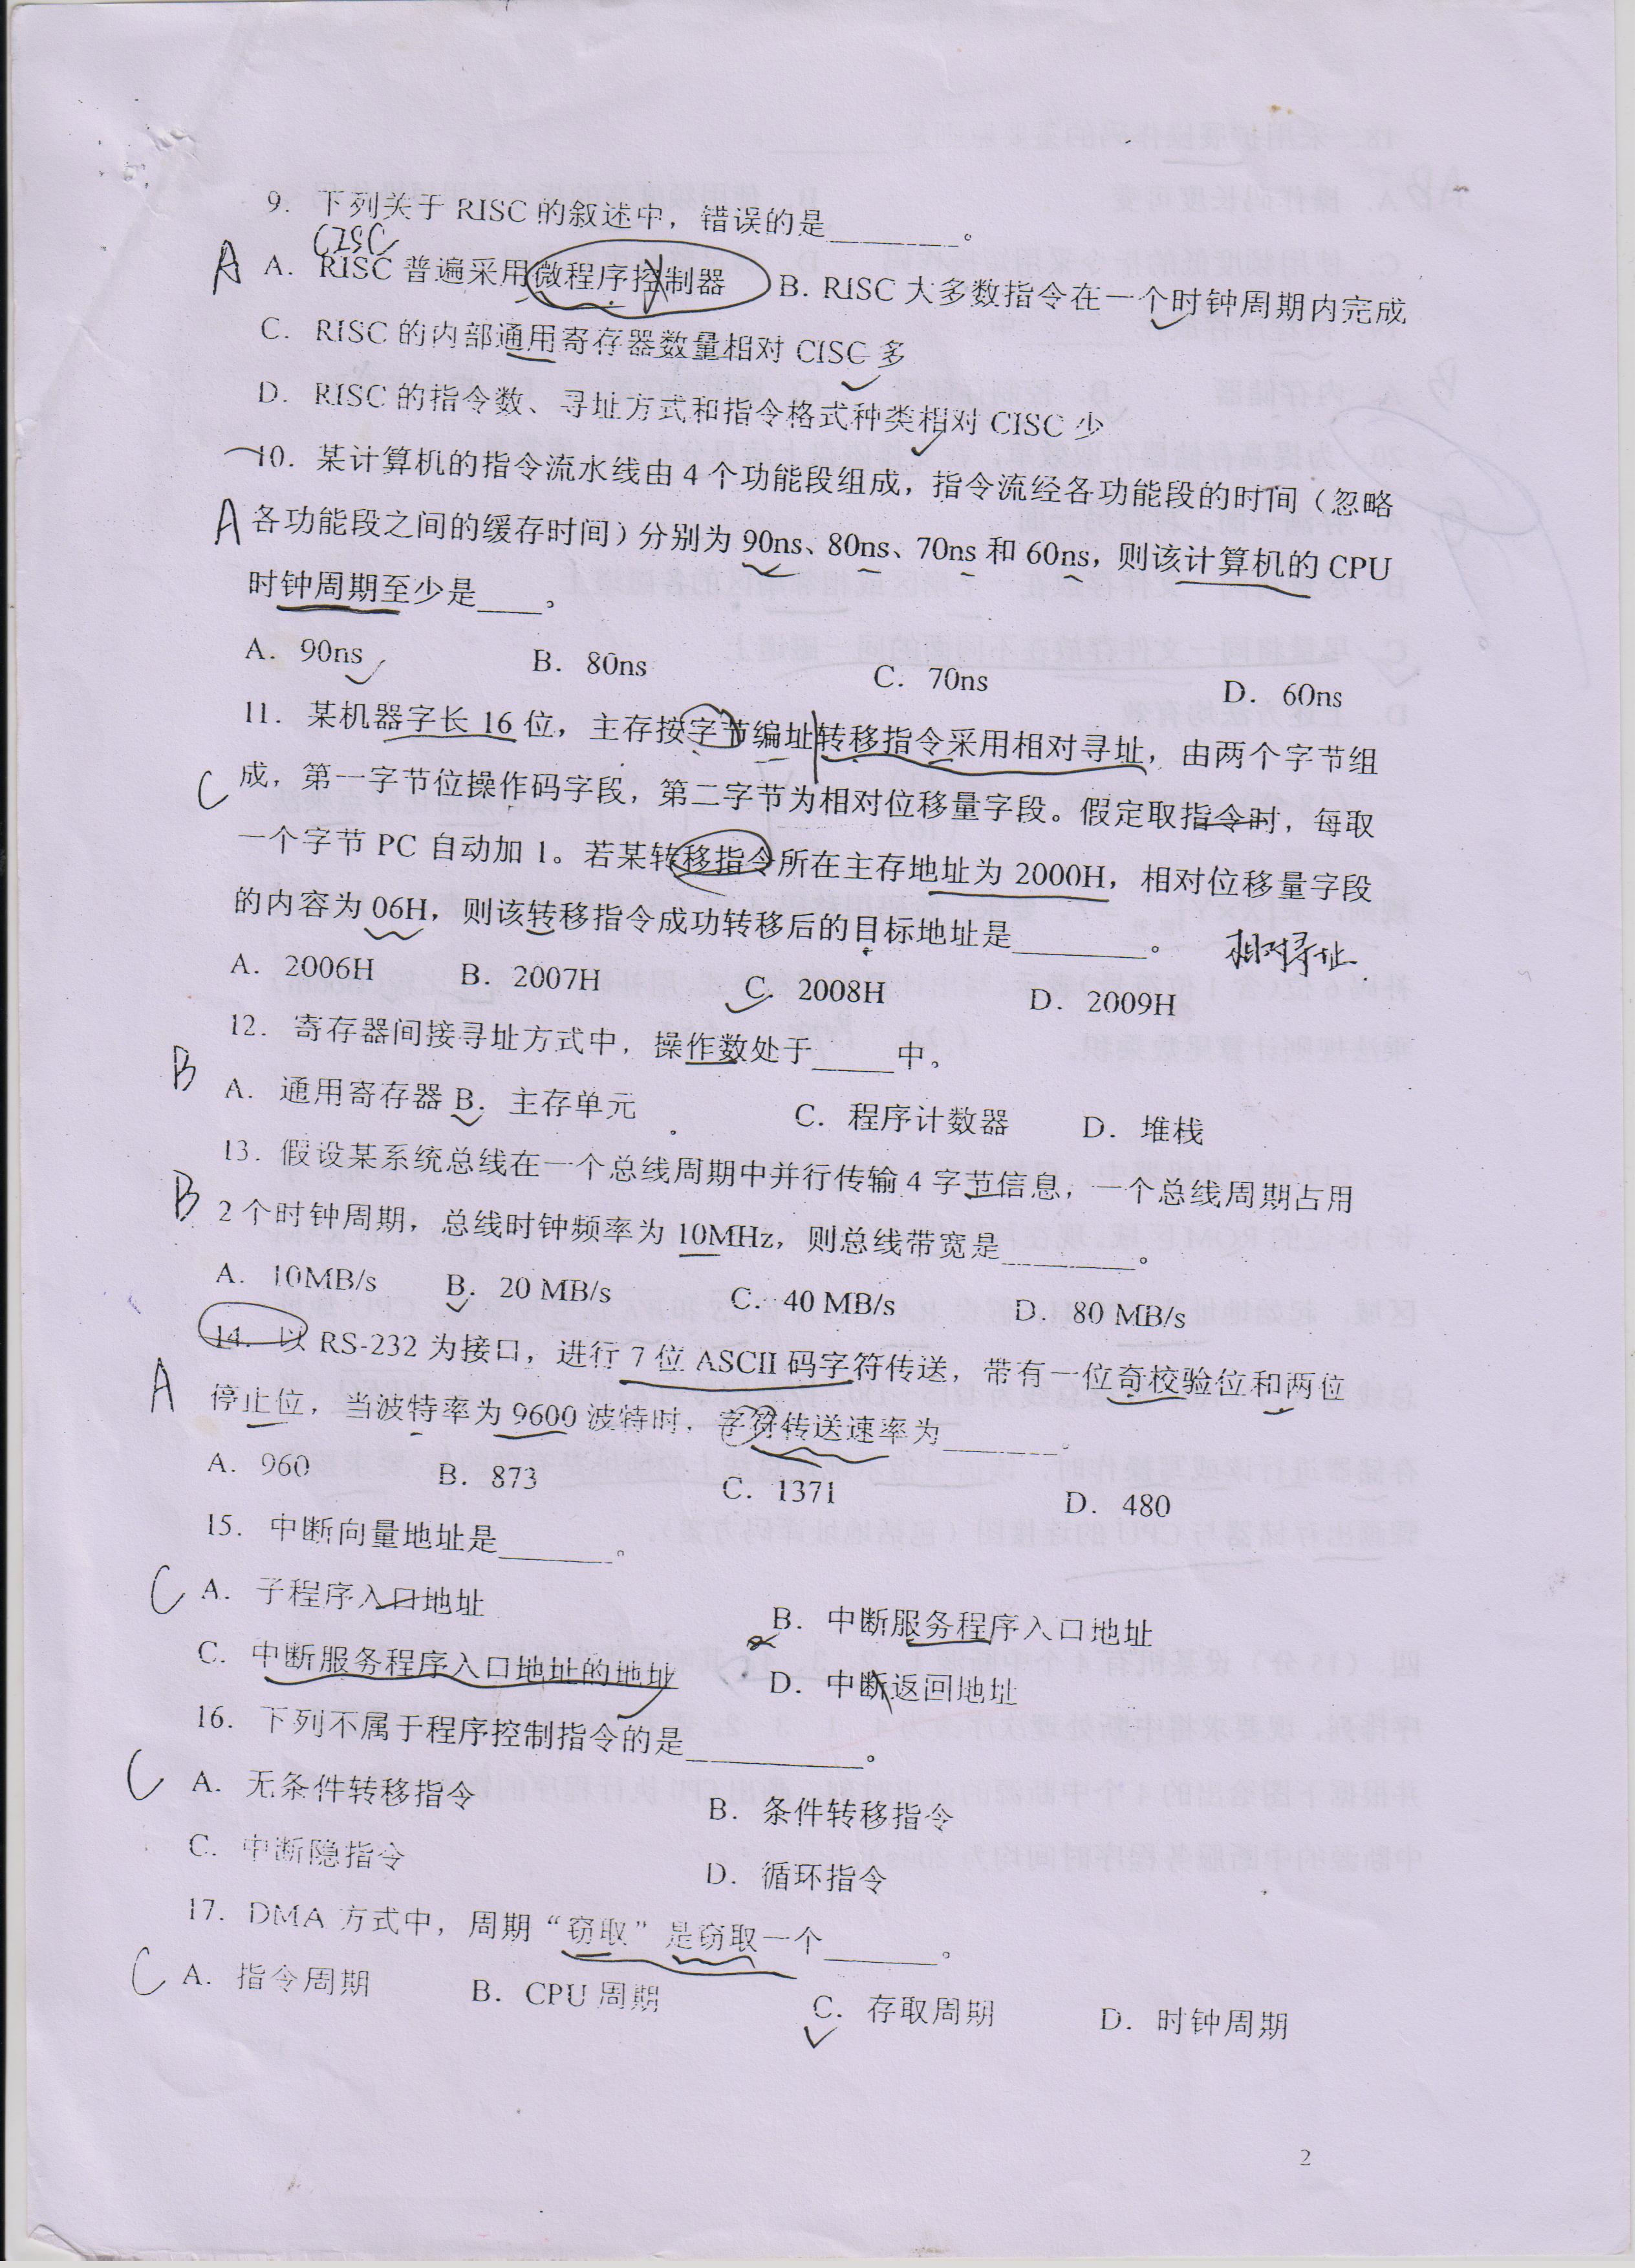 9. 下列关于 RISC 的叙述中，错误的是________。
CISC
A A. RISC 普遍采用微程序控制器 B. RISC 大多数指令在一个时钟周期内完成
C. RISC 的内部通用寄存器数量相对 CISC 多
D. RISC 的指令数、寻址方式和指令格式种类相对 CISC 少
10. 某计算机的指令流水线由 4 个功能段组成，指令流经各功能段的时间（忽略
A 各功能段之间的缓存时间）分别为 90ns、80ns、70ns 和 60ns，则该计算机的 CPU
时钟周期至少是____。
A. 90ns B. 80ns C. 70ns D. 60ns
11. 某机器字长 16 位，主存按字节编址转移指令采用相对寻址，由两个字节组
C 成，第一字节位操作码字段，第二字节为相对位移量字段。假定取指令时，每取
一个字节 PC 自动加 1。若某转移指令所在主存地址为 2000H，相对位移量字段
的内容为 06H，则该转移指令成功转移后的目标地址是________。 相对寻址
A. 2006H B. 2007H C. 2008H D. 2009H
12. 寄存器间接寻址方式中，操作数处于_____中。
B
A. 通用寄存器 B. 主存单元 C. 程序计数器 D. 堆栈
13. 假设某系统总线在一个总线周期中并行传输 4 字节信息，一个总线周期占用
B 2 个时钟周期，总线时钟频率为 10MHz，则总线带宽是________。
A. 10MB/s B. 20 MB/s C. 40 MB/s D. 80 MB/s
14. 以 RS-232 为接口，进行 7 位 ASCII 码字符传送，带有一位奇校验位和两位
A 停止位，当波特率为 9600 波特时，字符传送速率为_______。
A. 960 B. 873 C. 1371 D. 480
15. 中断向量地址是_______。
C A. 子程序入口地址 B. 中断服务程序入口地址
C. 中断服务程序入口地址的地址 D. 中断返回地址
16. 下列不属于程序控制指令的是___________。
C A. 无条件转移指令 B. 条件转移指令
C. 中断隐指令 D. 循环指令
17. DMA 方式中，周期“窃取”是窃取一个_______。
C A. 指令周期 B. CPU 周期 C. 存取周期 D. 时钟周期
2